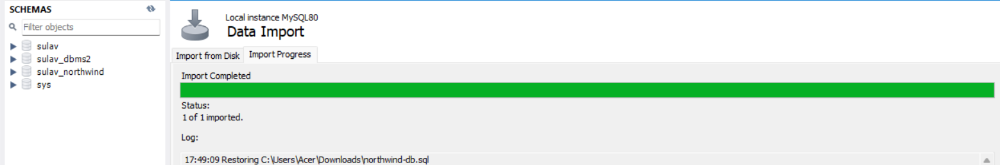 SCHEMAS
Filter objects
sulav
sulav_dbms2
sulav_northwind
sys
Local instance MySQL80
Data Import
Import from Disk
Import Progress
Import Completed
Status:
1 of 1 imported.
Log:
17:49:09 Restoring C:\Users\Acer\Downloads\northwind-db.sql